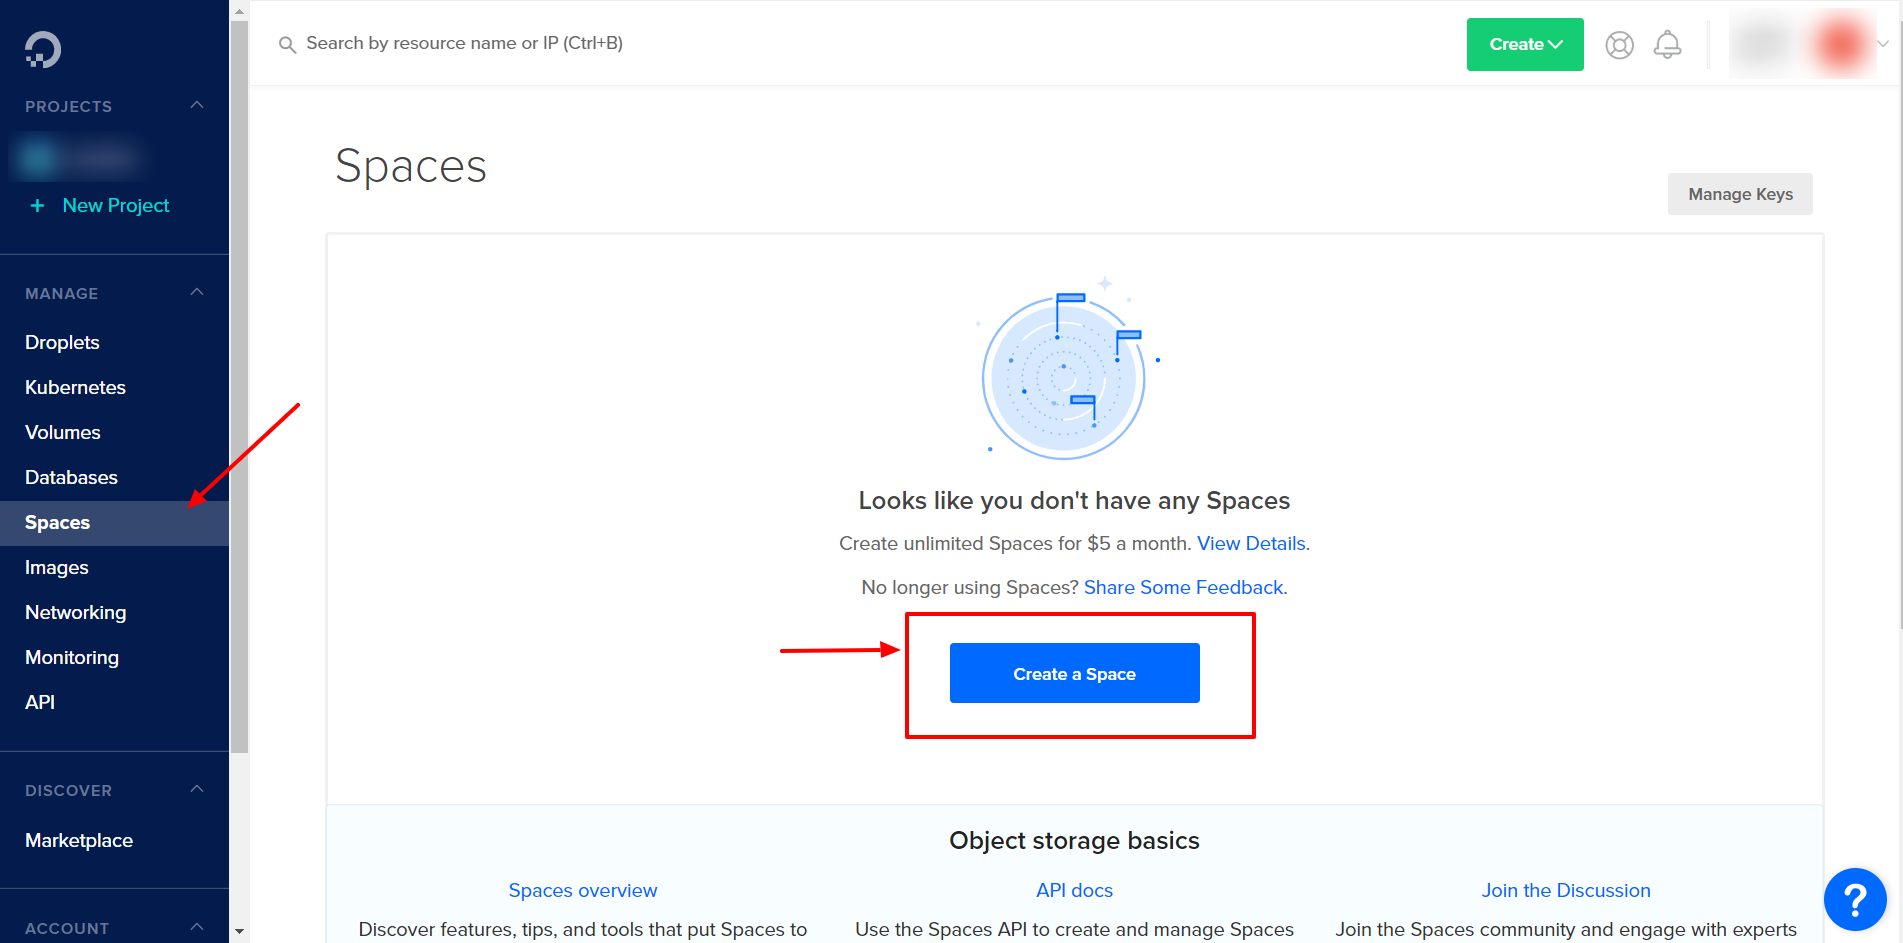 Search by resource name or IP (Ctrl+B)
Create
PROJECTS
+ New Project
MANAGE
Droplets
Kubernetes
Volumes
Databases
Spaces
Images
Networking
Monitoring
API
DISCOVER
Marketplace
ACCOUNT
Spaces
Manage Keys
Looks like you don't have any Spaces
Create unlimited Spaces for $5 a month. View Details.
No longer using Spaces? Share Some Feedback.
Create a Space
Object storage basics
Spaces overview
Discover features, tips, and tools that put Spaces to
API docs
Use the Spaces API to create and manage Spaces
Join the Discussion
Join the Spaces community and engage with experts
?